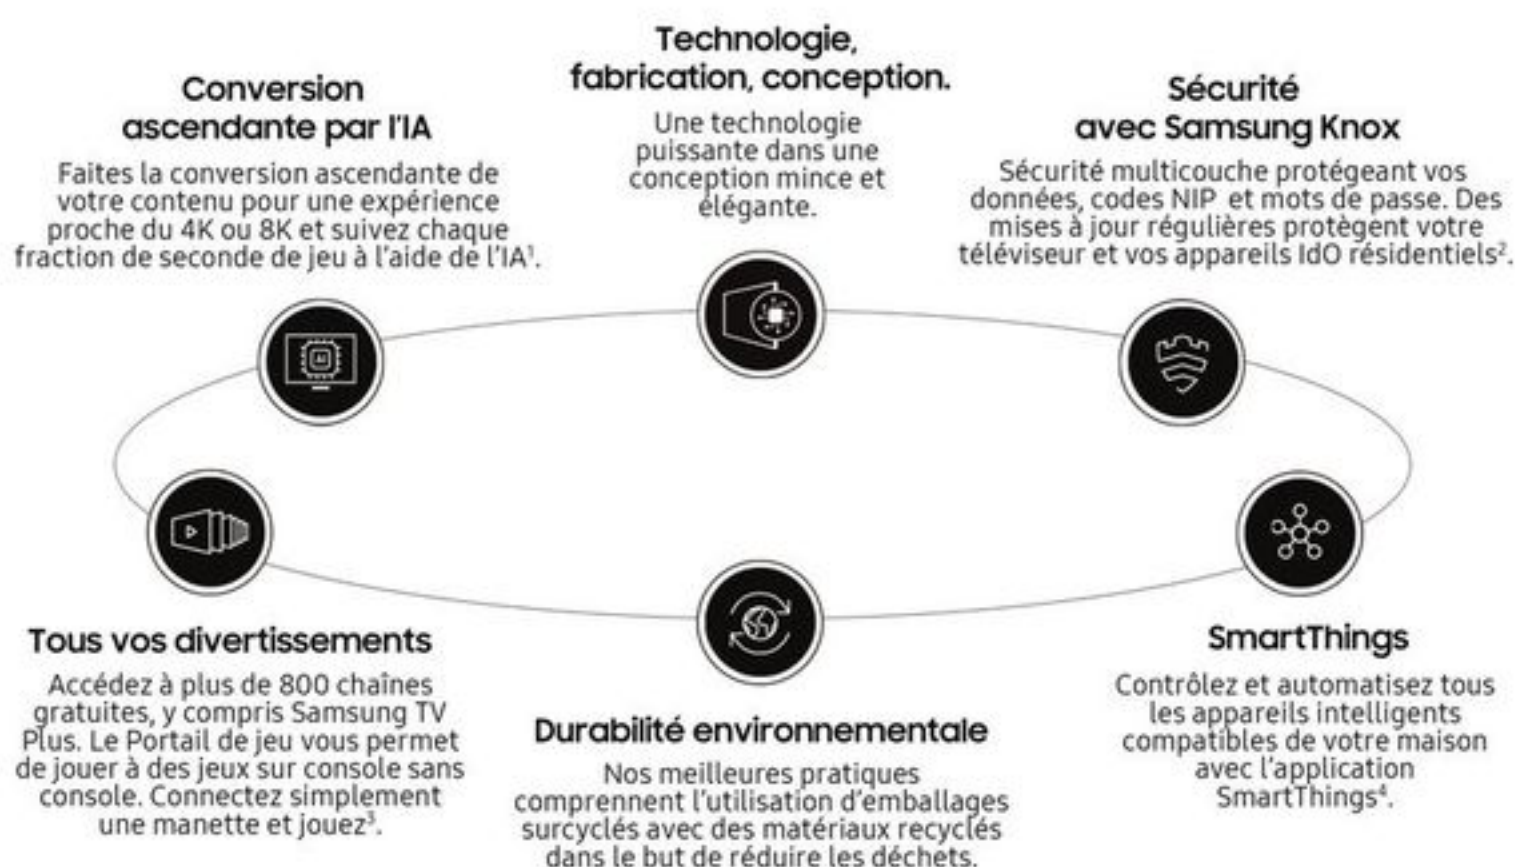 Technologie,
fabrication, conception.
Une technologie
puissante dans une
conception mince et
élégante.
Conversion
ascendante par l'IA
Faites la conversion ascendante de
votre contenu pour une expérience
proche du 4K ou 8K et suivez chaque
fraction de seconde de jeu à l'aide de l'IA¹.
Sécurité
avec Samsung Knox
Sécurité multicouche protégeant vos
données, codes NIP et mots de passe. Des
mises à jour régulières protègent votre
téléviseur et vos appareils IdO résidentiels².
AI
Tous vos divertissements
Accédez à plus de 800 chaînes
gratuites, y compris Samsung TV
Plus. Le Portail de jeu vous permet
de jouer à des jeux sur console sans
console. Connectez simplement
une manette et jouez³.
Durabilité environnementale
Nos meilleures pratiques
comprennent l'utilisation d'emballages
surcyclés avec des matériaux recyclés
dans le but de réduire les déchets.
SmartThings
Contrôlez et automatisez tous
les appareils intelligents
compatibles de votre maison
avec l'application
SmartThings⁴.